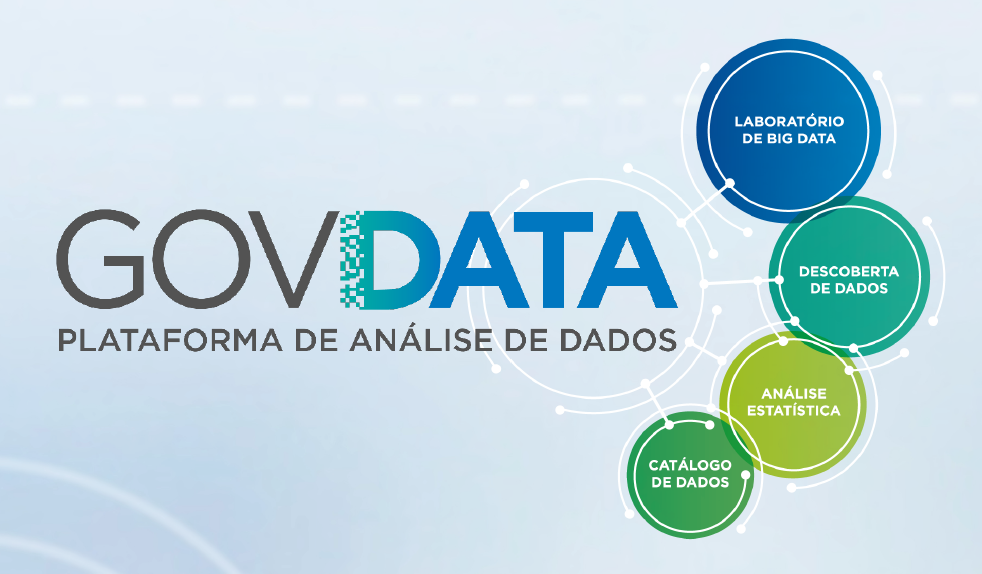 GOVDATA
PLATAFORMA DE ANÁLISE DE DADOS
LABORATÓRIO
DE BIG DATA
DESCOBERTA
DE DADOS
ANÁLISE
ESTATÍSTICA
CATÁLOGO
DE DADOS